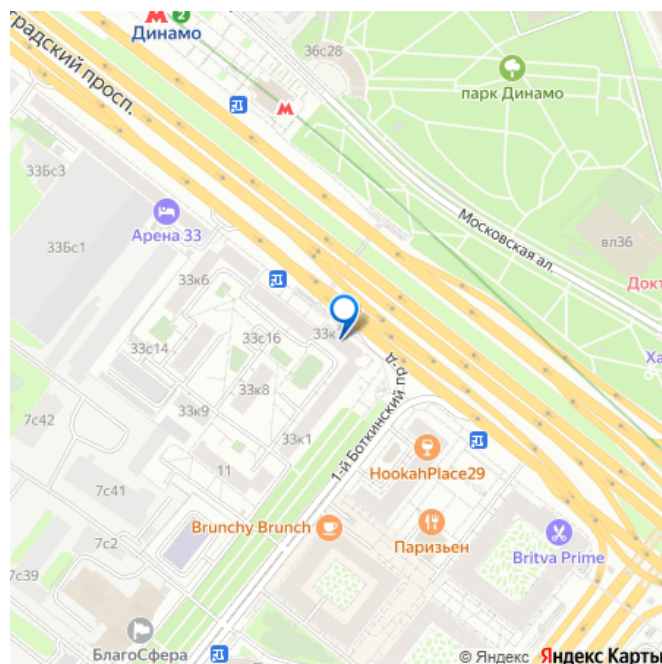 2
Динамо
36с28
градский просп.
парк Динамо
33Бс3
Московская ал.
Арена 33
вл36
33Бс1
Докт
33к6
33к
33с16
33с14
Ха
33к8
пр-д
33к9
7с42
33к1
1-й Боткинский
11
HookahPlace29
7с41
Brunchy Brunch
Паризьен
7с2
Britva Prime
7с39
БлагоСфера
© Яндекс Яндекс Карты